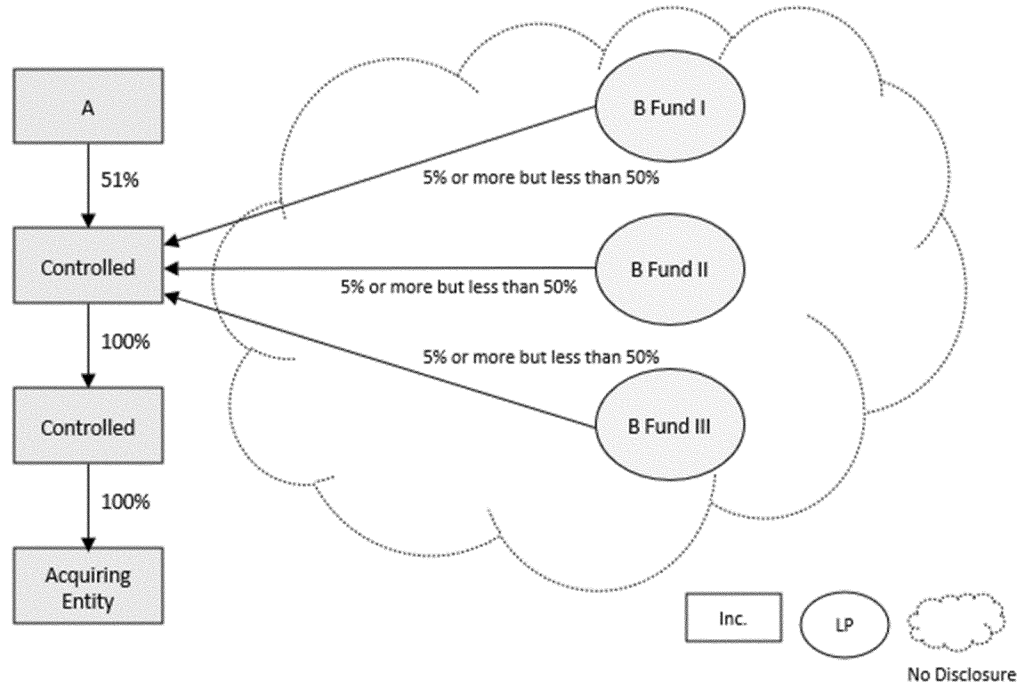 A
51%
Controlled
100%
Controlled
100%
Acquiring
Entity
B Fund I
5% or more but less than 50%
B Fund II
5% or more but less than 50%
5% or more but less than 50%
B Fund III
Inc.
LP
No Disclosure